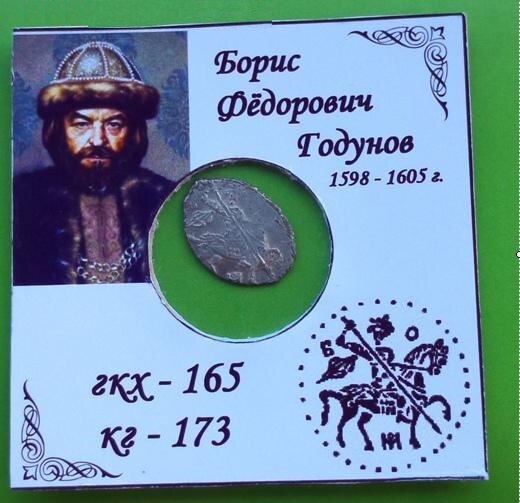 Борис
Фёдорович
Годунов
1598 - 1605 г.
гкх - 165
кг - 173
Б О